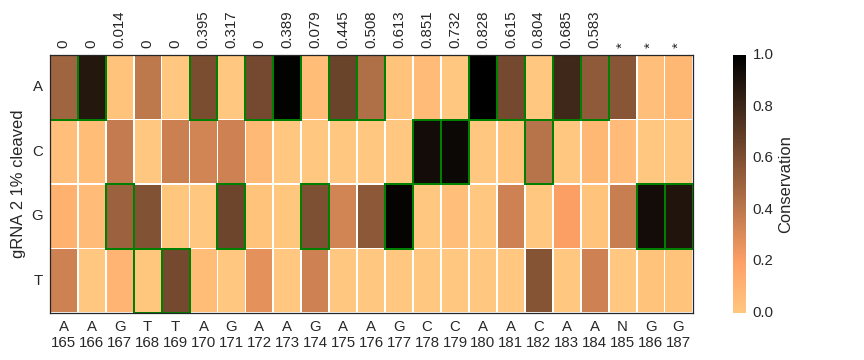 0 0 0.014 0 0 0.395 0.317 0 0.389 0.079 0.445 0.508 0.613 0.851 0.732 0.828 0.615 0.804 0.685 0.583 * * *
gRNA 2 1% cleaved
A
C
G
T
A A G T T A G A A G A A G C C A A C A A N G G
165 166 167 168 169 170 171 172 173 174 175 176 177 178 179 180 181 182 183 184 185 186 187
1.0
0.8
0.6
0.4
0.2
0.0
Conservation